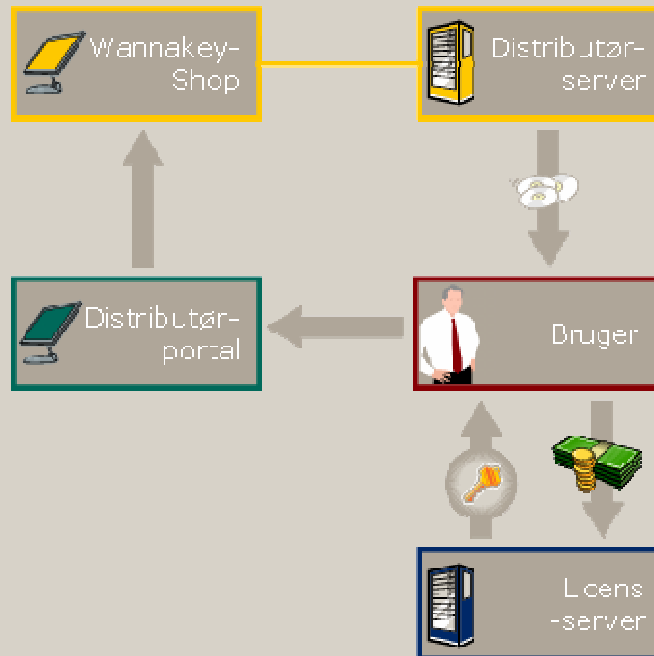 Wannakey-
Shop
Distributør-
server
Distributør-
portal
Bruger
Licens
-server